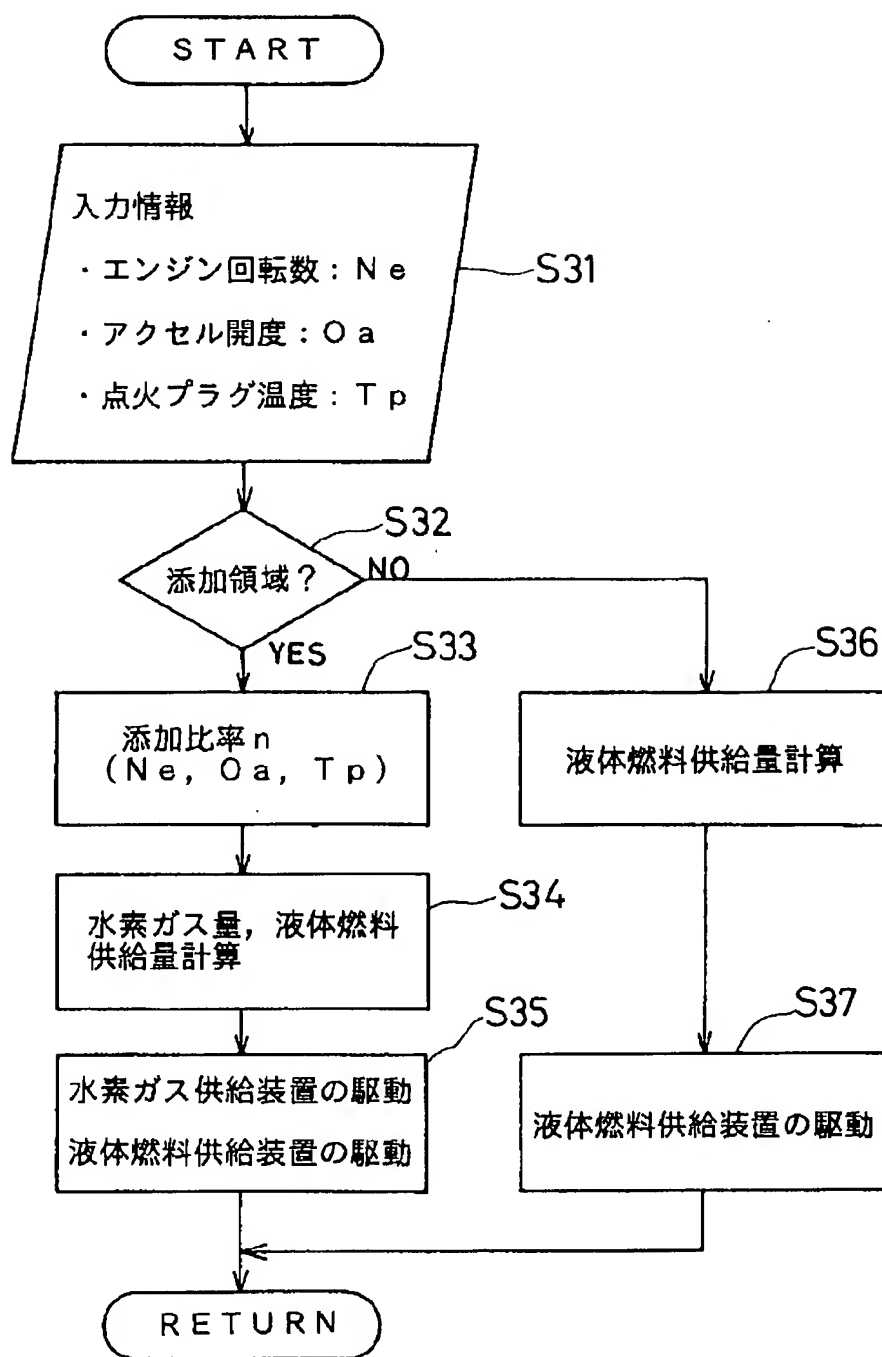 START
入力情報
・エンジン回転数：Ne
・アクセル開度：Oa
・点火プラグ温度：Tp
S31
S32
添加領域？
NO
YES
S33
添加比率n
(Ne, Oa, Tp)
S36
液体燃料供給量計算
S34
水素ガス量，液体燃料
供給量計算
S35
水素ガス供給装置の駆動
液体燃料供給装置の駆動
S37
液体燃料供給装置の駆動
RETURN